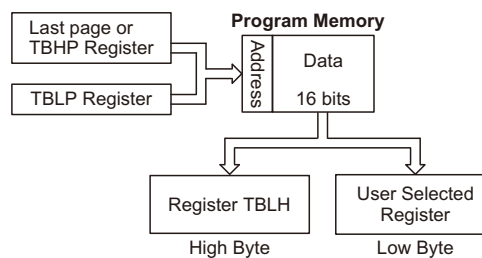 Program Memory
Last page or
TBHP Register
TBLP Register
Address
Data
16 bits
Register TBLH
High Byte
User Selected
Register
Low Byte